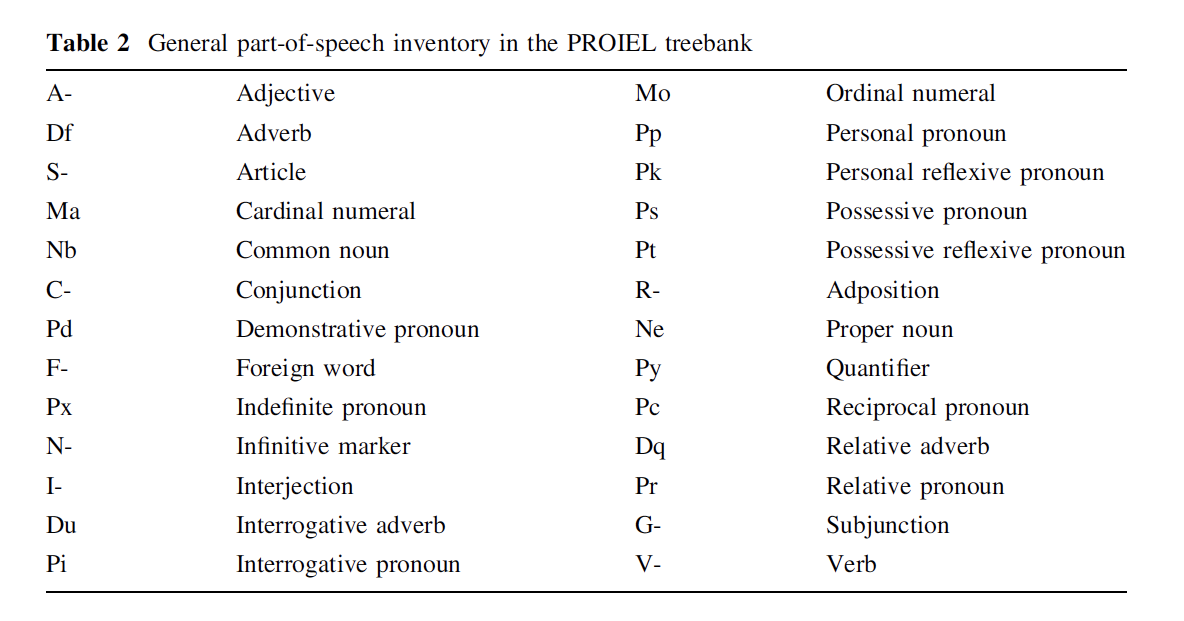 Table 2 General part-of-speech inventory in the PROIEL treebank
A- Adjective Mo Ordinal numeral
Df Adverb Pp Personal pronoun
S- Article Pk Personal reflexive pronoun
Ma Cardinal numeral Ps Possessive pronoun
Nb Common noun Pt Possessive reflexive pronoun
C- Conjunction R- Adposition
Pd Demonstrative pronoun Ne Proper noun
F- Foreign word Py Quantifier
Px Indefinite pronoun Pc Reciprocal pronoun
N- Infinitive marker Dq Relative adverb
I- Interjection Pr Relative pronoun
Du Interrogative adverb G- Subjunction
Pi Interrogative pronoun V- Verb